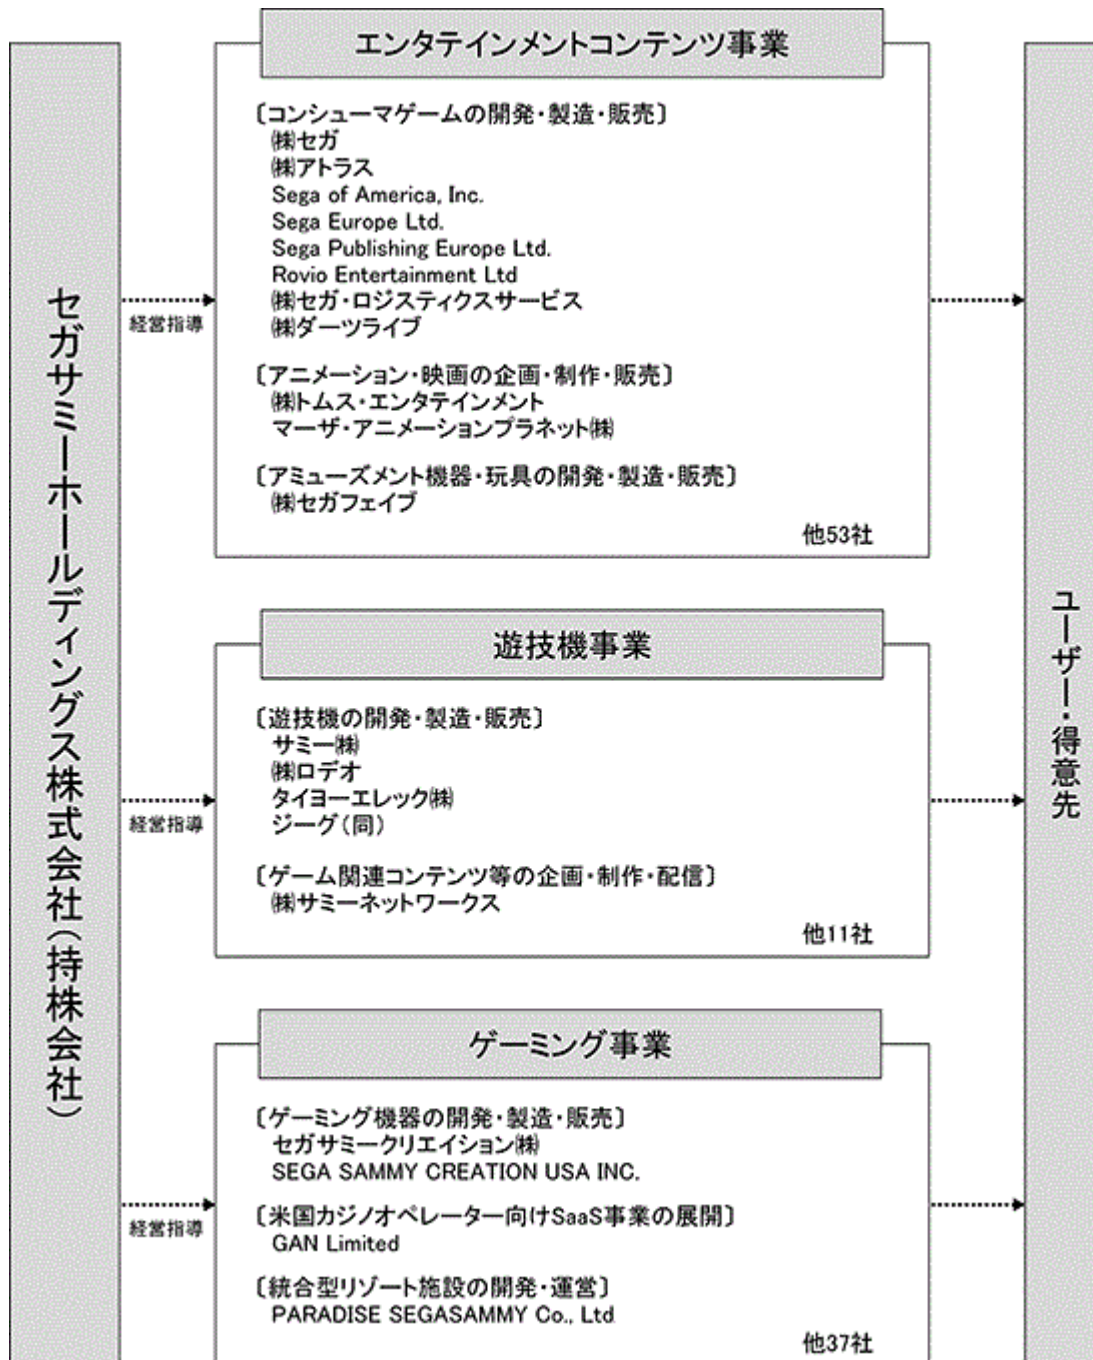 セガサミーホールディングス株式会社（持株会社）
エンタテインメントコンテンツ事業
〔コンシューマゲームの開発・製造・販売〕
㈱セガ
㈱アトラス
Sega of America, Inc.
Sega Europe Ltd.
Sega Publishing Europe Ltd.
Rovio Entertainment Ltd
㈱セガ・ロジスティクスサービス
㈱ダーツライブ
〔アニメーション・映画の企画・制作・販売〕
㈱トムス・エンタテインメント
マーザ・アニメーションプラネット㈱
〔アミューズメント機器・玩具の開発・製造・販売〕
㈱セガフェイブ
他53社
経営指導
遊技機事業
〔遊技機の開発・製造・販売〕
サミー㈱
㈱ロデオ
タイヨーエレック㈱
ジーグ（同）
〔ゲーム関連コンテンツ等の企画・制作・配信〕
㈱サミーネットワークス
他11社
経営指導
ゲーミング事業
〔ゲーミング機器の開発・製造・販売〕
セガサミークリエイション㈱
SEGA SAMMY CREATION USA INC.
〔米国カジノオペレーター向けSaaS事業の展開〕
GAN Limited
〔統合型リゾート施設の開発・運営〕
PARADISE SEGASAMMY Co., Ltd
他37社
経営指導
ユーザー・得意先